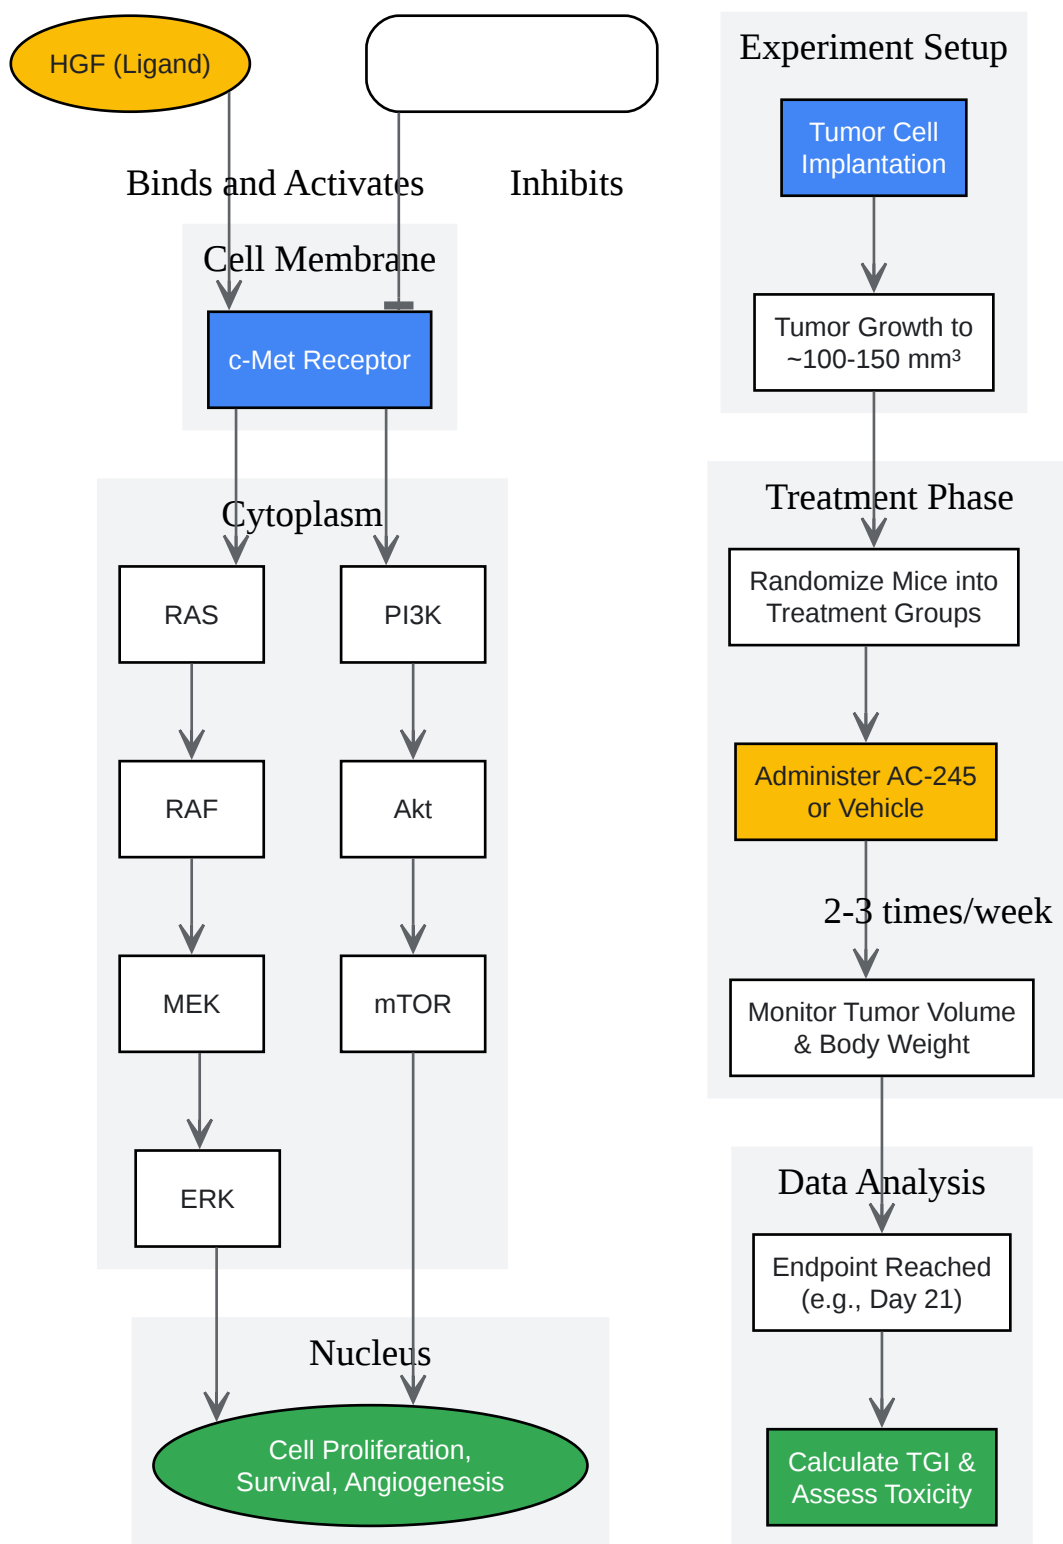 HGF (Ligand)
Binds and Activates
Inhibits
Cell Membrane
c-Met Receptor
Cytoplasm
RAS
PI3K
RAF
Akt
MEK
mTOR
ERK
Nucleus
Cell Proliferation,
Survival, Angiogenesis
Experiment Setup
Tumor Cell
Implantation
Tumor Growth to
~100-150 mm³
Treatment Phase
Randomize Mice into
Treatment Groups
Administer AC-245
or Vehicle
2-3 times/week
Monitor Tumor Volume
& Body Weight
Data Analysis
Endpoint Reached
(e.g., Day 21)
Calculate TGI &
Assess Toxicity